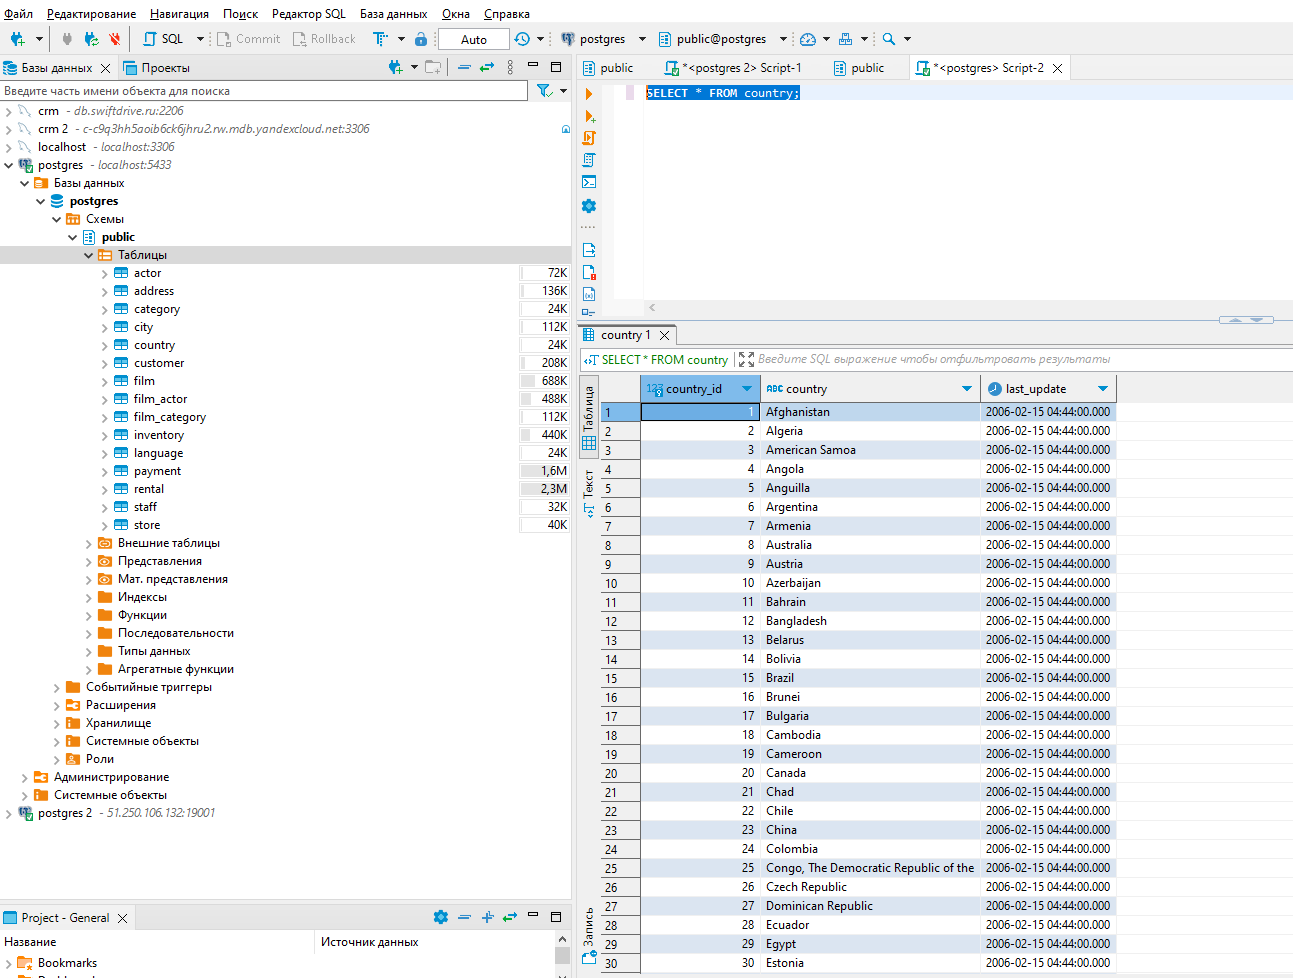 Файл Редактирование Навигация Поиск Редактор SQL База данных Окна Справка
SQL Commit Rollback Auto postgres public@postgres
Базы данных Проекты
Введите часть имени объекта для поиска
crm - db.swiftdrive.ru:2206
crm 2 - c-c9q3hh5aoib6ck6jhru2.rw.mdb.yandexcloud.net:3306
localhost - localhost:3306
postgres - localhost:5433
Базы данных
postgres
Схемы
public
Таблицы
actor 72K
address 136K
category 24K
city 112K
country 24K
customer 208K
film 688K
film_actor 488K
film_category 112K
inventory 440K
language 24K
payment 1,6M
rental 2,3M
staff 32K
store 40K
Внешние таблицы
Представления
Мат. представления
Индексы
Функции
Последовательности
Типы данных
Агрегатные функции
Событийные триггеры
Расширения
Хранилище
Системные объекты
Роли
Администрирование
Системные объекты
postgres 2 - 51.250.106.132:19001
Project - General
Название Источник данных
Bookmarks
public *<postgres 2> Script-1 public *<postgres> Script-2
SELECT * FROM country;
country 1
SELECT * FROM country Введите SQL выражение чтобы отфильтровать результаты
Таблица
Текст
Запись
123 country_id ABC country last_update
1 1 Afghanistan 2006-02-15 04:44:00.000
2 2 Algeria 2006-02-15 04:44:00.000
3 3 American Samoa 2006-02-15 04:44:00.000
4 4 Angola 2006-02-15 04:44:00.000
5 5 Anguilla 2006-02-15 04:44:00.000
6 6 Argentina 2006-02-15 04:44:00.000
7 7 Armenia 2006-02-15 04:44:00.000
8 8 Australia 2006-02-15 04:44:00.000
9 9 Austria 2006-02-15 04:44:00.000
10 10 Azerbaijan 2006-02-15 04:44:00.000
11 11 Bahrain 2006-02-15 04:44:00.000
12 12 Bangladesh 2006-02-15 04:44:00.000
13 13 Belarus 2006-02-15 04:44:00.000
14 14 Bolivia 2006-02-15 04:44:00.000
15 15 Brazil 2006-02-15 04:44:00.000
16 16 Brunei 2006-02-15 04:44:00.000
17 17 Bulgaria 2006-02-15 04:44:00.000
18 18 Cambodia 2006-02-15 04:44:00.000
19 19 Cameroon 2006-02-15 04:44:00.000
20 20 Canada 2006-02-15 04:44:00.000
21 21 Chad 2006-02-15 04:44:00.000
22 22 Chile 2006-02-15 04:44:00.000
23 23 China 2006-02-15 04:44:00.000
24 24 Colombia 2006-02-15 04:44:00.000
25 25 Congo, The Democratic Republic of the 2006-02-15 04:44:00.000
26 26 Czech Republic 2006-02-15 04:44:00.000
27 27 Dominican Republic 2006-02-15 04:44:00.000
28 28 Ecuador 2006-02-15 04:44:00.000
29 29 Egypt 2006-02-15 04:44:00.000
30 30 Estonia 2006-02-15 04:44:00.000